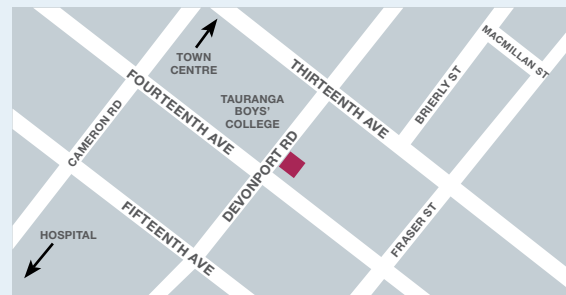 TOWN
CENTRE
MACMILLAN ST
THIRTEENTH AVE
FOURTEENTH AVE
BRIERLY ST
TAURANGA
BOYS'
COLLEGE
CAMERON RD
DEVONPORT RD
FRASER ST
FIFTEENTH AVE
HOSPITAL